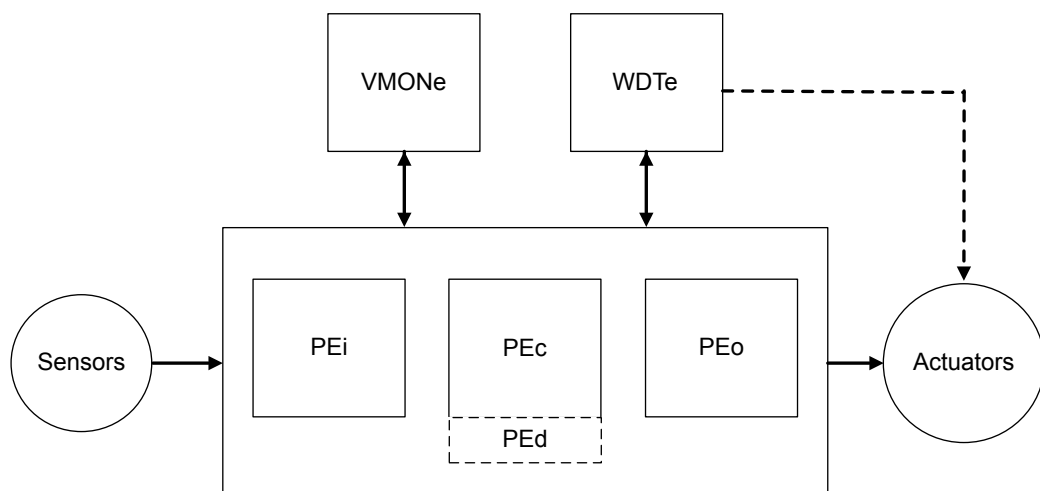 VMONe
WDTe
Sensors
PEi
PEc
PEo
Actuators
PEd